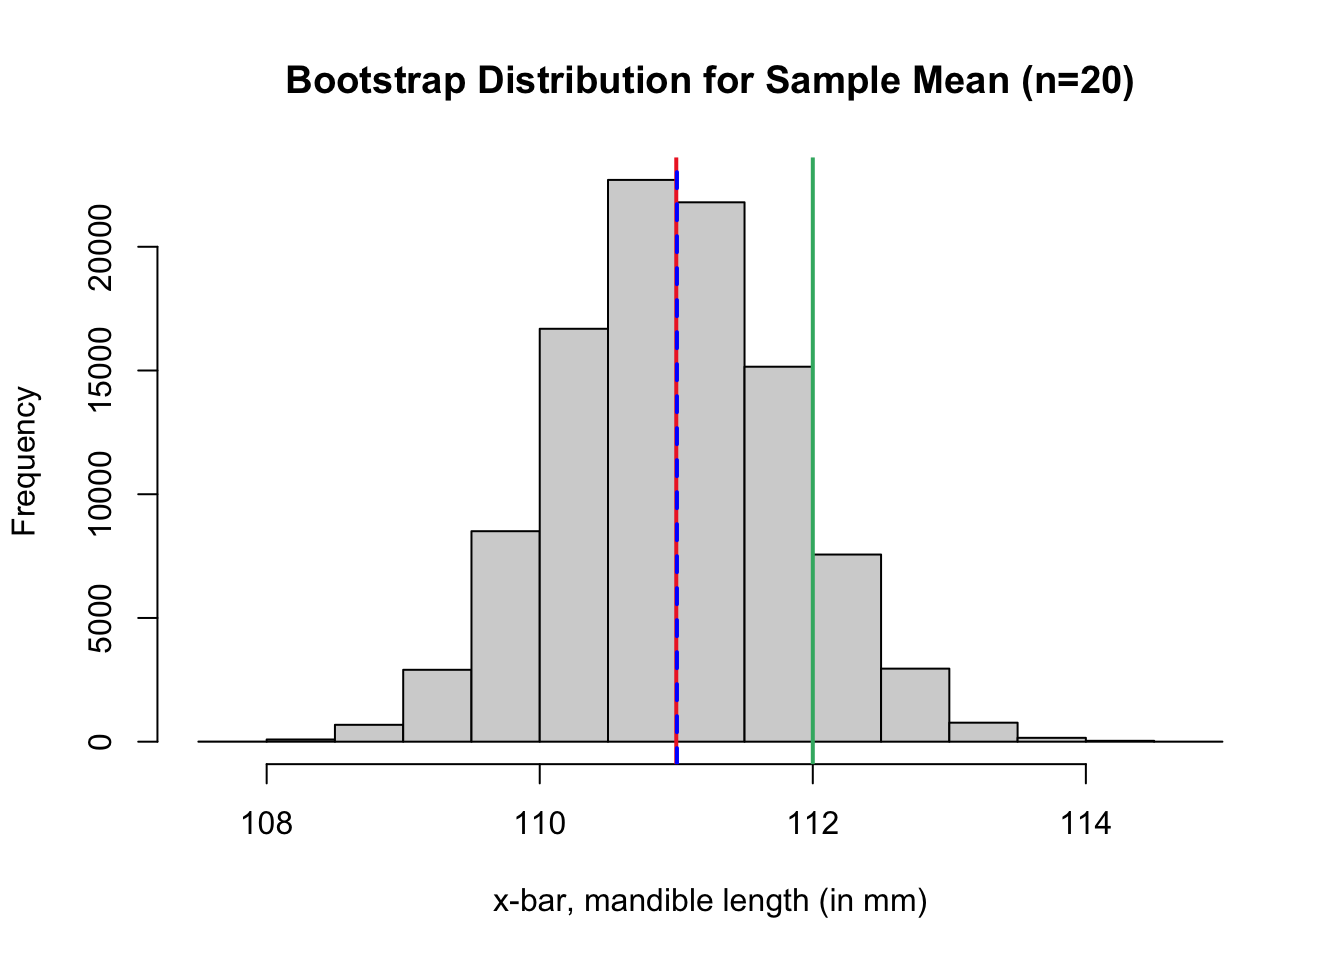 Bootstrap Distribution for Sample Mean (n=20)
Frequency
20000
15000
10000
5000
0
108 110 112 114
x-bar, mandible length (in mm)